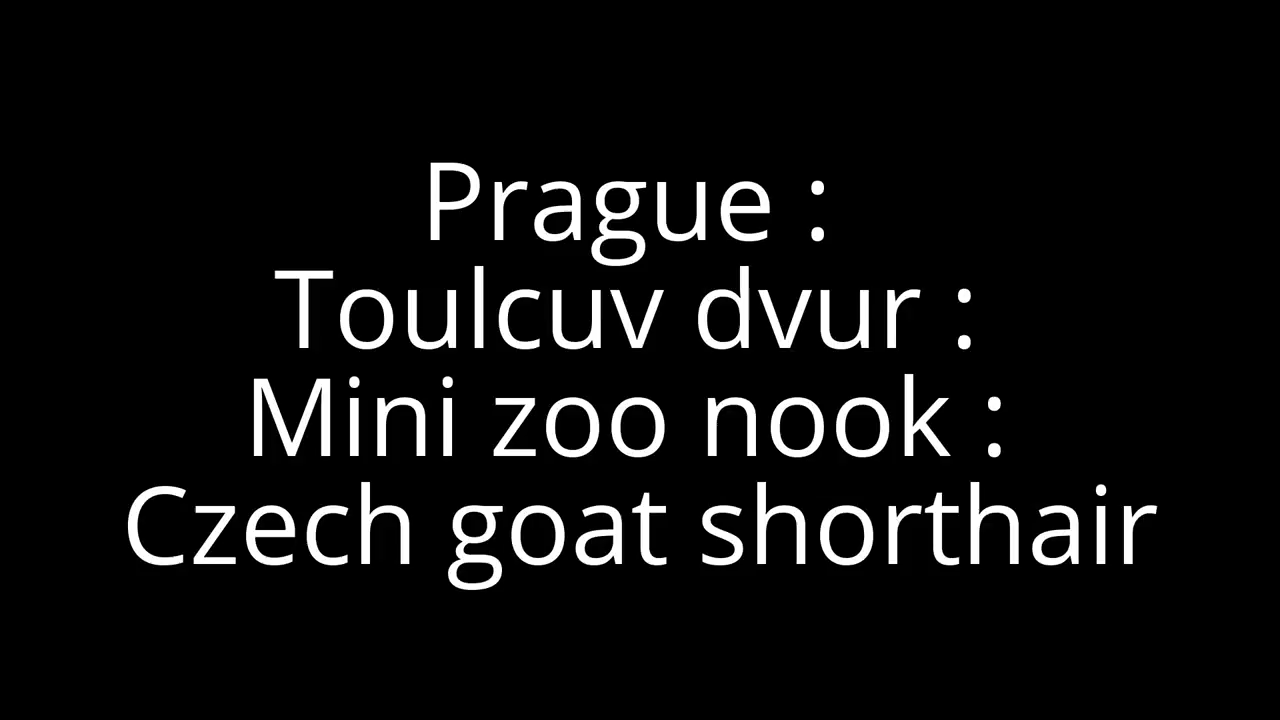 Prague :
Toulcuv dvur :
Mini zoo nook :
Czech goat shorthair